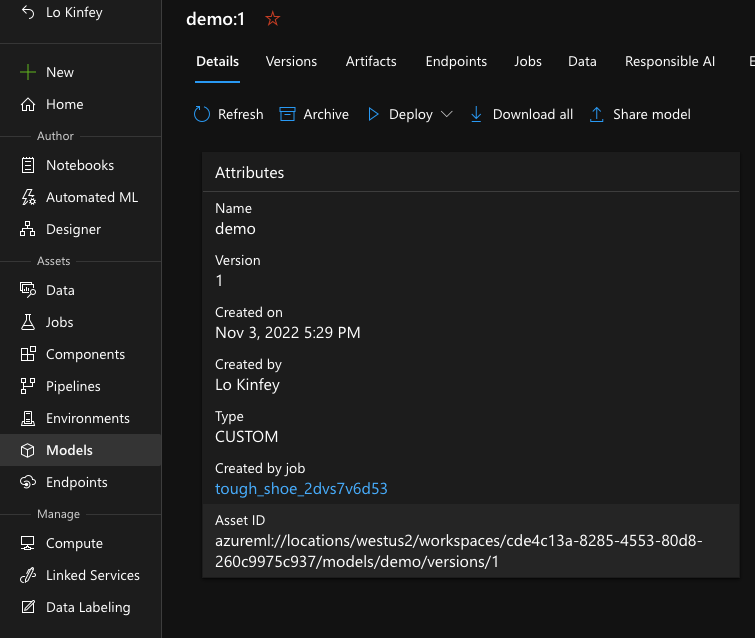 Lo Kinfey
New
Home
Author
Notebooks
Automated ML
Designer
Assets
Data
Jobs
Components
Pipelines
Environments
Models
Endpoints
Manage
Compute
Linked Services
Data Labeling
demo:1
Details Versions Artifacts Endpoints Jobs Data Responsible AI E
Refresh Archive Deploy Download all Share model
Attributes
Name
demo
Version
1
Created on
Nov 3, 2022 5:29 PM
Created by
Lo Kinfey
Type
CUSTOM
Created by job
tough_shoe_2dvs7v6d53
Asset ID
azureml://locations/westus2/workspaces/cde4c13a-8285-4553-80d8-
260c9975c937/models/demo/versions/1